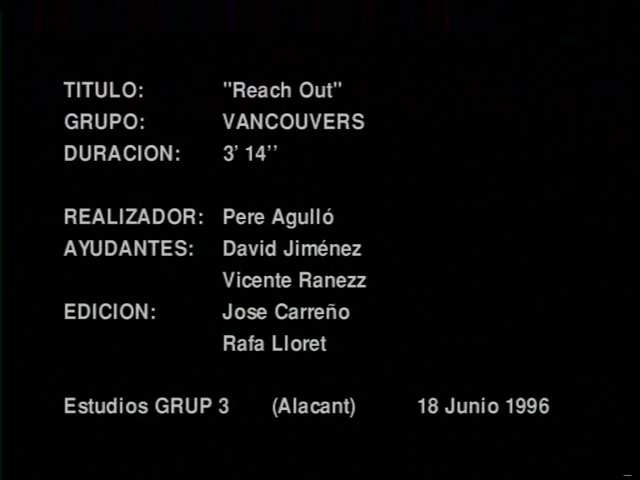 TITULO: "Reach Out"
GRUPO: VANCOUVERS
DURACION: 3' 14''
REALIZADOR: Pere Agulló
AYUDANTES: David Jiménez
Vicente Ranezz
EDICION: Jose Carreño
Rafa Lloret
Estudios GRUP 3 (Alacant) 18 Junio 1996